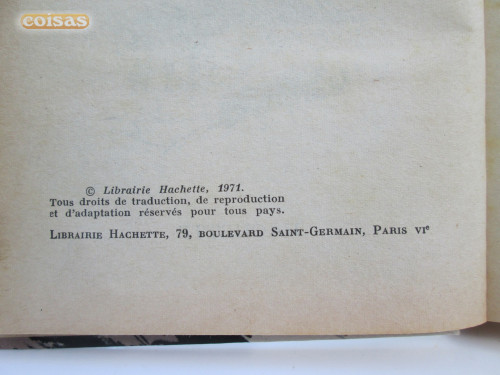 coisas
© Librairie Hachette, 1971.
Tous droits de traduction, de reproduction
et d'adaptation réservés pour tous pays.
LIBRAIRIE HACHETTE, 79, BOULEVARD SAINT-GERMAIN, PARIS VIe